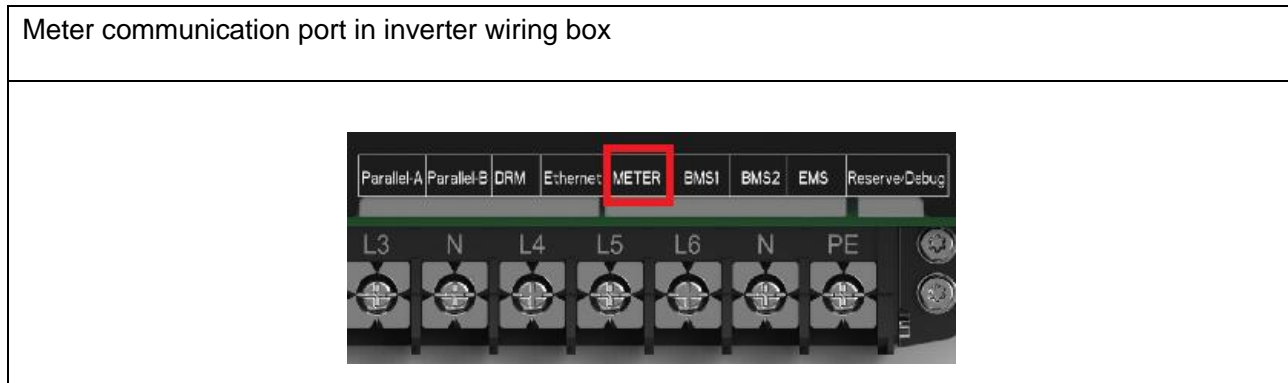 Meter communication port in inverter wiring box
Parallel-A Parallel-B DRM Ethernet METER BMS1 BMS2 EMS Reserve/Debug
L3 N L4 L5 L6 N PE